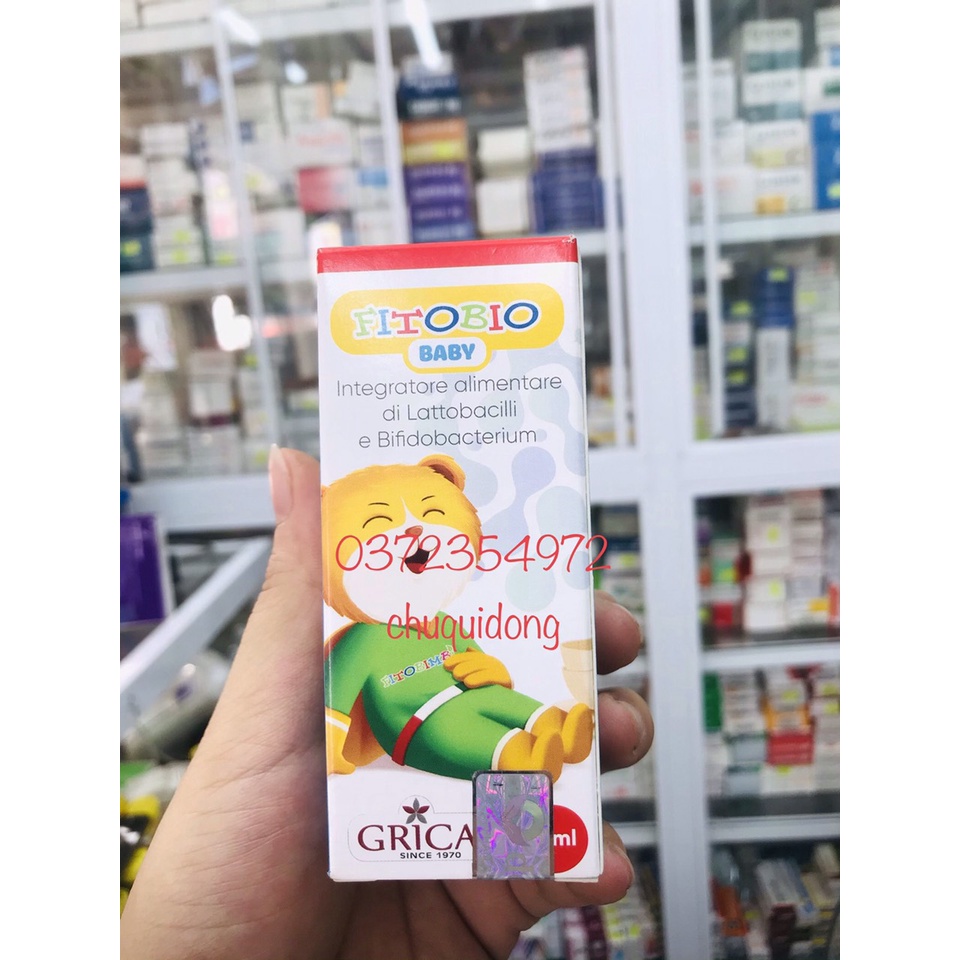 FITOBIO
BABY
Integratore alimentare
di Lattobacilli
e Bifidobacterium
0372354972
chuquidong
FITOBIMBI
GRICA
SINCE 1970
ml